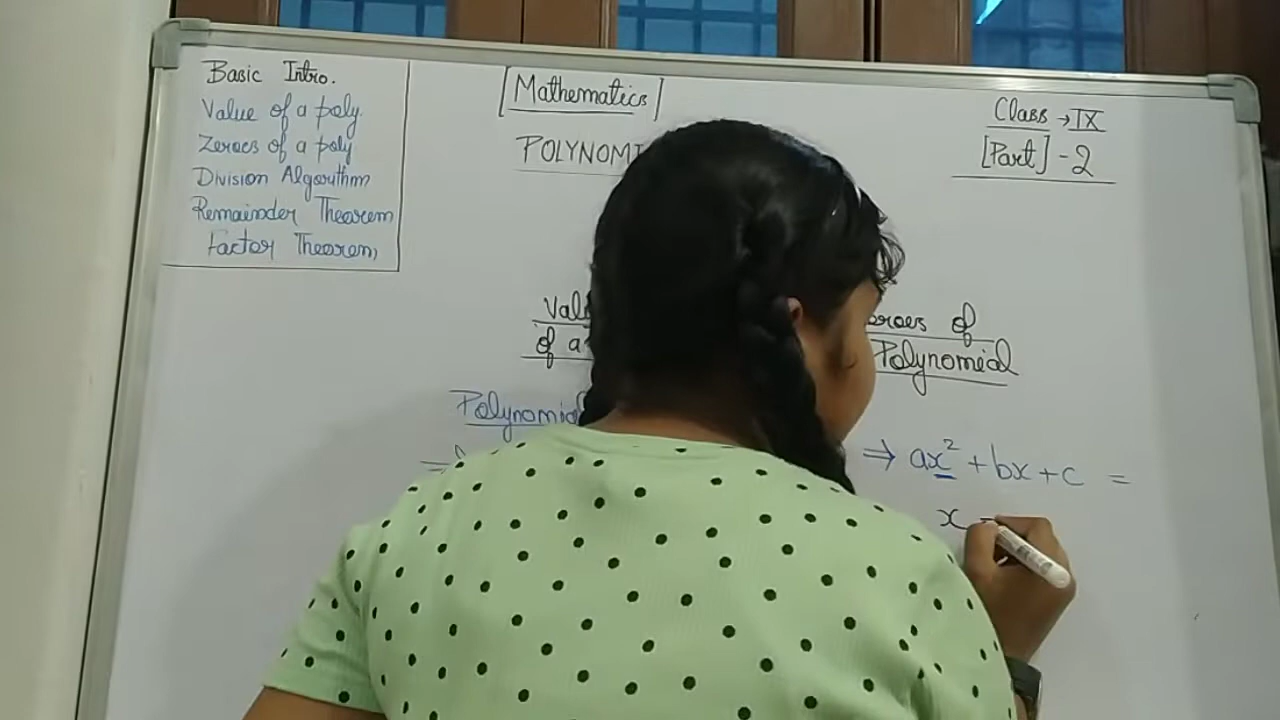 Basic Intro.
Value of a poly.
Zeroes of a poly
Division Algorithm
Remainder Theorem
Factor Theorem
[Mathematics]
POLYNOMI
Class → IX
[Part] - 2
Val
of a
eroes of
Polynomial
Polynomial
⇒ ax² + bx + c =
x =